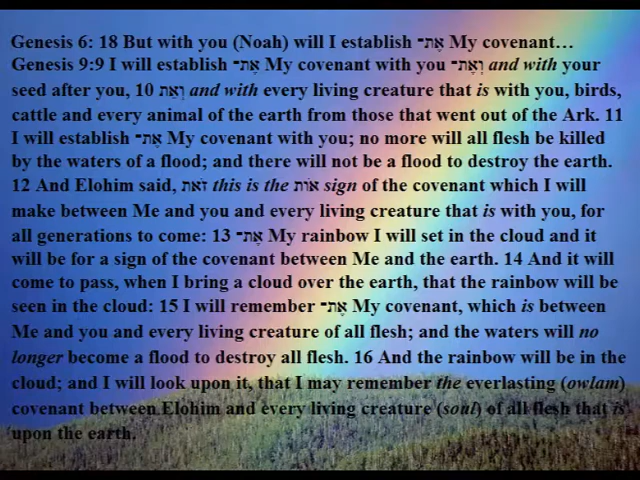 Genesis 6: 18 But with you (Noah) will I establish אֶת־ My covenant…
Genesis 9:9 I will establish אֶת־ My covenant with you וְאֶת־ and with your
seed after you, 10 וְאֵת and with every living creature that is with you, birds,
cattle and every animal of the earth from those that went out of the Ark. 11
I will establish אֶת־ My covenant with you; no more will all flesh be killed
by the waters of a flood; and there will not be a flood to destroy the earth.
12 And Elohim said, זֹאת this is the אוֹת sign of the covenant which I will
make between Me and you and every living creature that is with you, for
all generations to come: 13 אֶת־ My rainbow I will set in the cloud and it
will be for a sign of the covenant between Me and the earth. 14 And it will
come to pass, when I bring a cloud over the earth, that the rainbow will be
seen in the cloud: 15 I will remember אֶת־ My covenant, which is between
Me and you and every living creature of all flesh; and the waters will no
longer become a flood to destroy all flesh. 16 And the rainbow will be in the
cloud; and I will look upon it, that I may remember the everlasting (owlam)
covenant between Elohim and every living creature (soul) of all flesh that is
upon the earth.